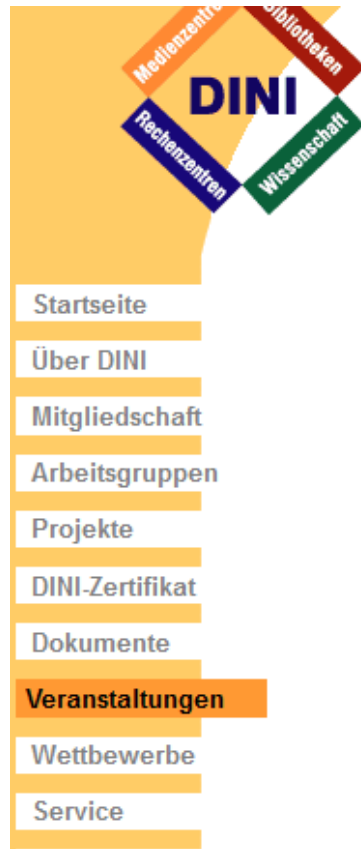 Medienzentren
Bibliotheken
DINI
Rechenzentren
Wissenschaft
Startseite
Über DINI
Mitgliedschaft
Arbeitsgruppen
Projekte
DINI-Zertifikat
Dokumente
Veranstaltungen
Wettbewerbe
Service